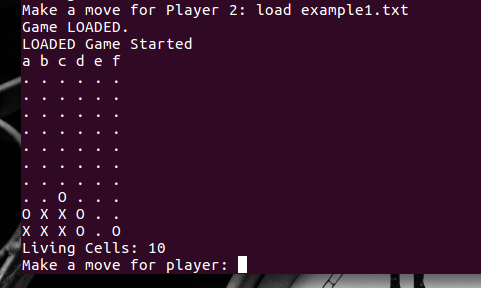 Make a move for Player 2: load example1.txt
Game LOADED.
LOADED Game Started
a b c d e f
. . . . . .
. . . . . .
. . . . . .
. . . . . .
. . . . . .
. . . . . .
. . . . . .
. . O . . .
O X X O . .
X X X O . O
Living Cells: 10
Make a move for player: